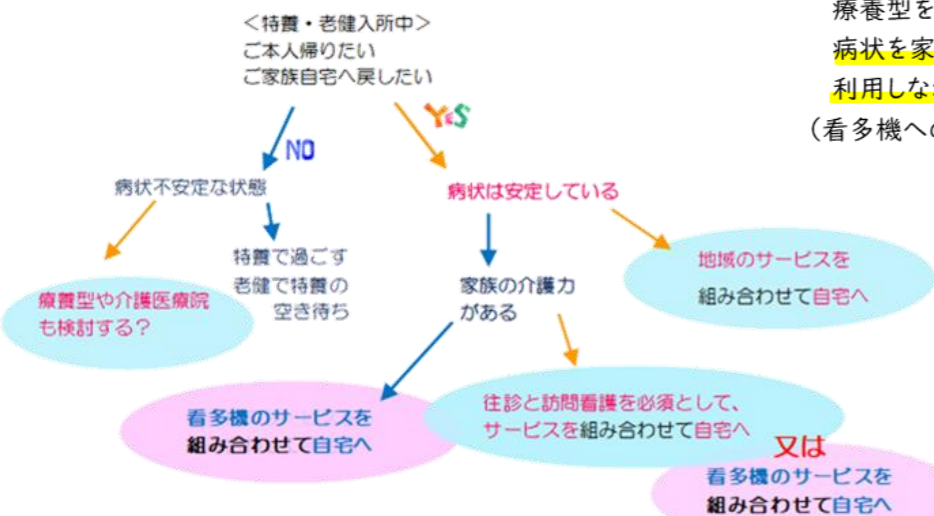 <特養・老健入所中>
ご本人帰りたい
ご家族自宅へ戻したい
療養型を
病状を家
利用しな
（看多機への
YES
NO
病状不安定な状態
病状は安定している
特養で過ごす
老健で特養の
空き待ち
療養型や介護医療院
も検討する？
家族の介護力
がある
地域のサービスを
組み合わせて自宅へ
看多機のサービスを
組み合わせて自宅へ
往診と訪問看護を必須として、
サービスを組み合わせて自宅へ
又は
看多機のサービスを
組み合わせて自宅へ